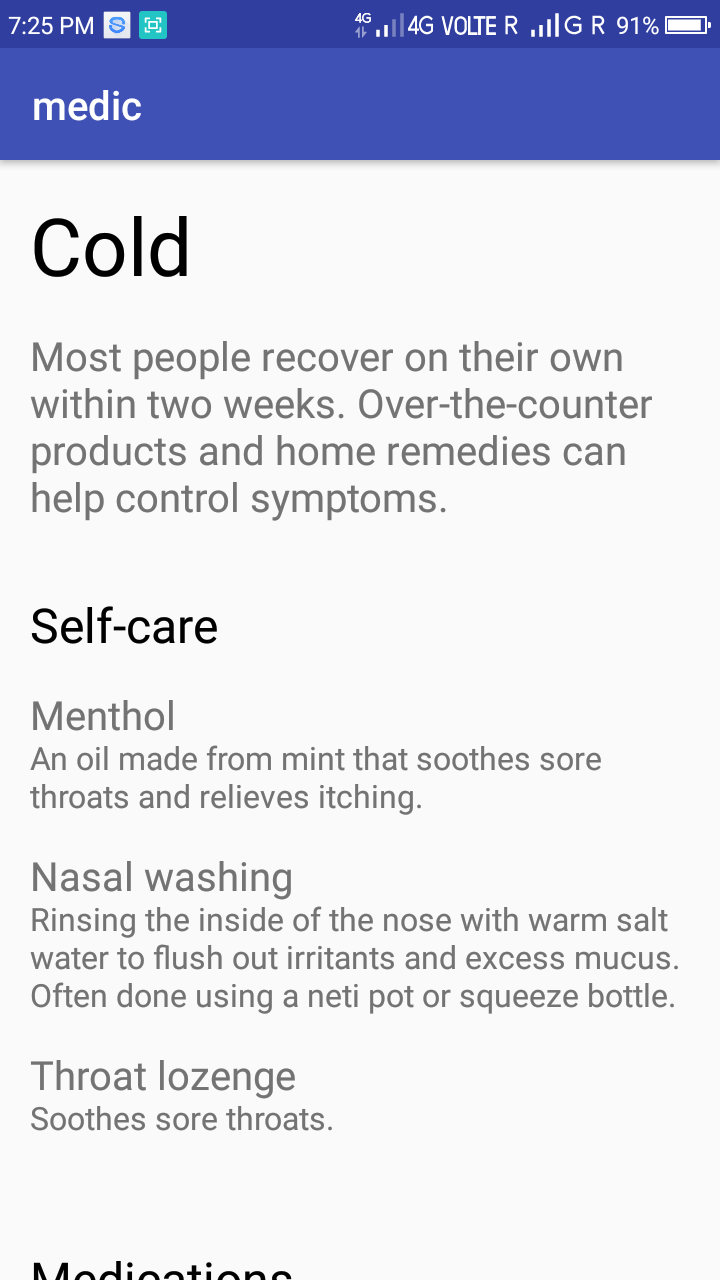 7:25 PM 4G 4G VOLTE R G R 91%
medic
Cold
Most people recover on their own
within two weeks. Over-the-counter
products and home remedies can
help control symptoms.
Self-care
Menthol
An oil made from mint that soothes sore
throats and relieves itching.
Nasal washing
Rinsing the inside of the nose with warm salt
water to flush out irritants and excess mucus.
Often done using a neti pot or squeeze bottle.
Throat lozenge
Soothes sore throats.
Medications